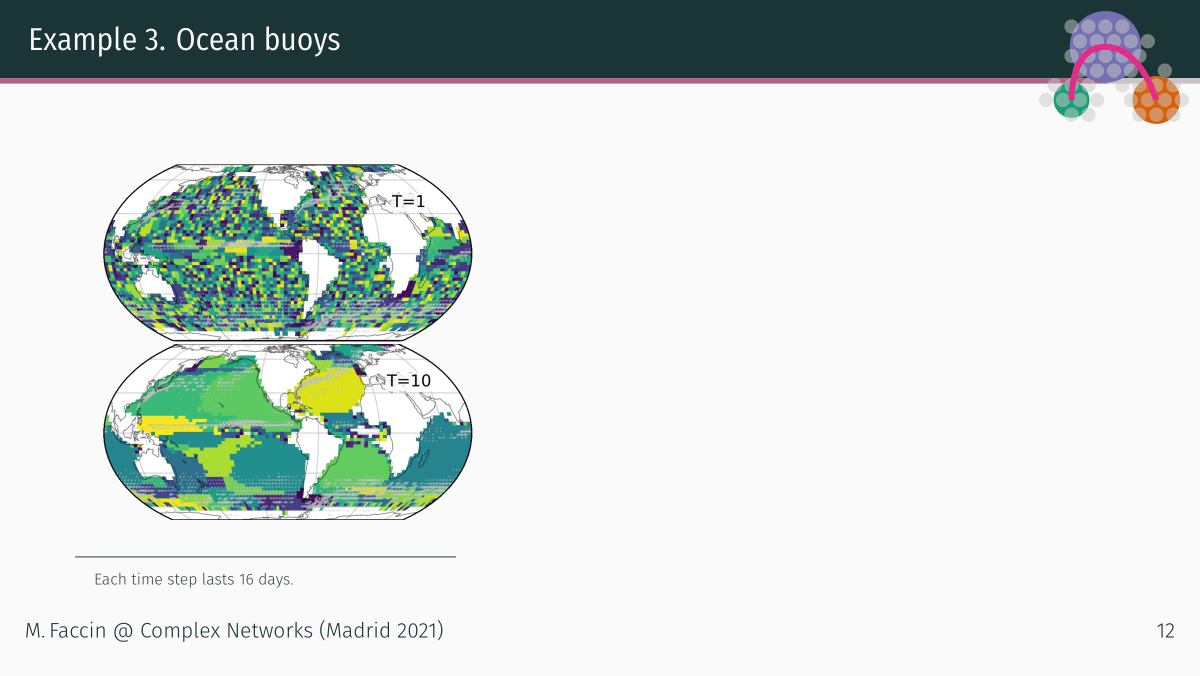 Example 3. Ocean buoys
T=1
T=10
Each time step lasts 16 days.
M. Faccin @ Complex Networks (Madrid 2021)
12